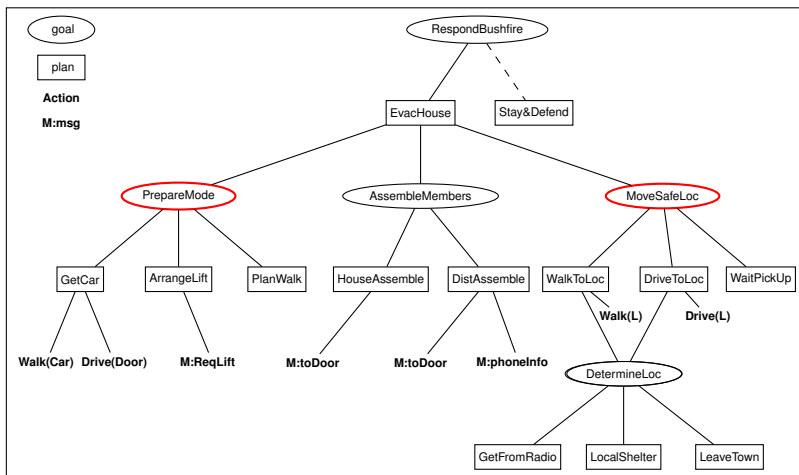 goal
RespondBushfire
plan
Action
M:msg
EvacHouse
Stay&Defend
PrepareMode
AssembleMembers
MoveSafeLoc
GetCar
ArrangeLift
PlanWalk
HouseAssemble
DistAssemble
WalkToLoc
DriveToLoc
WaitPickUp
Walk(L)
Drive(L)
Walk(Car)
Drive(Door)
M:ReqLift
M:toDoor
M:toDoor
M:phoneInfo
DetermineLoc
GetFromRadio
LocalShelter
LeaveTown